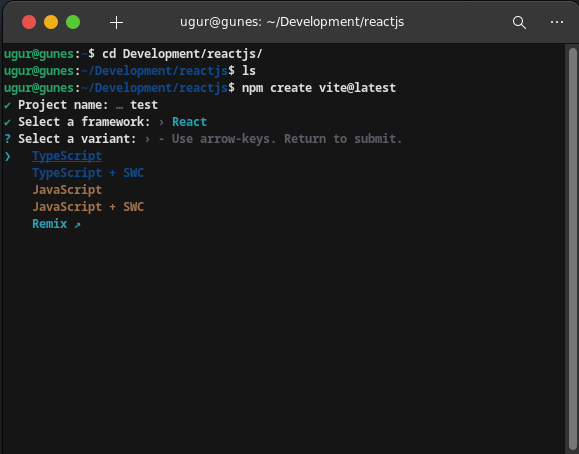 ugur@gunes: ~/Development/reactjs
ugur@gunes:~$ cd Development/reactjs/
ugur@gunes:~/Development/reactjs$ ls
ugur@gunes:~/Development/reactjs$ npm create vite@latest
✔ Project name: … test
✔ Select a framework: › React
? Select a variant: › - Use arrow-keys. Return to submit.
❯ TypeScript
TypeScript + SWC
JavaScript
JavaScript + SWC
Remix ↗